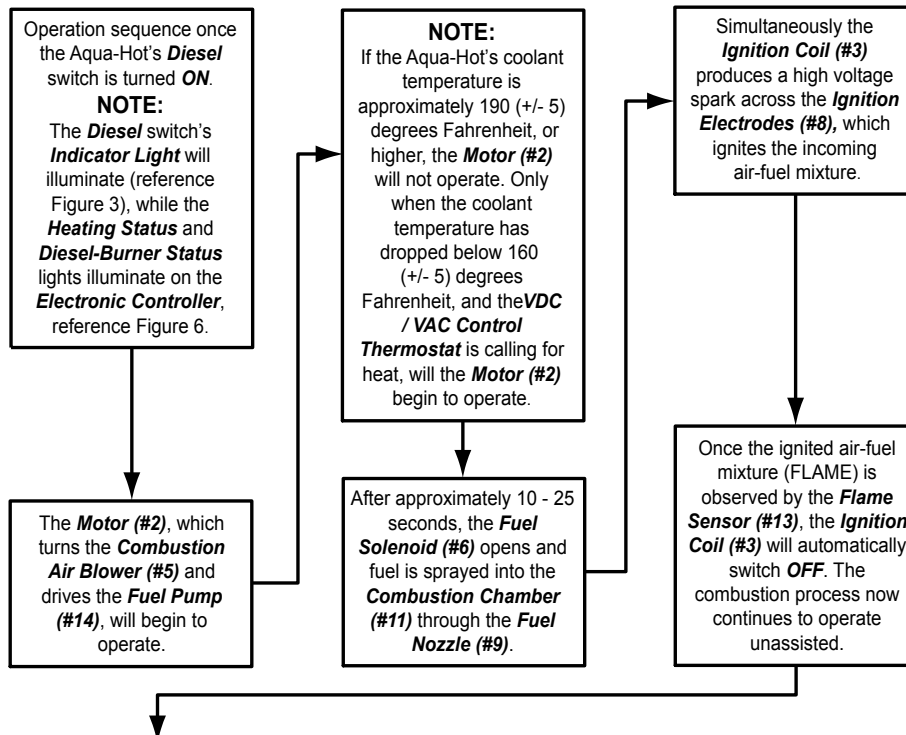 Operation sequence once
the Aqua-Hot's Diesel
switch is turned ON.
NOTE:
The Diesel switch's
Indicator Light will
illuminate (reference
Figure 3), while the
Heating Status and
Diesel-Burner Status
lights illuminate on the
Electronic Controller,
reference Figure 6.
The Motor (#2), which
turns the Combustion
Air Blower (#5) and
drives the Fuel Pump
(#14), will begin to
operate.
NOTE:
If the Aqua-Hot's coolant
temperature is
approximately 190 (+/- 5)
degrees Fahrenheit, or
higher, the Motor (#2)
will not operate. Only
when the coolant
temperature has
dropped below 160
(+/- 5) degrees
Fahrenheit, and theVDC
/ VAC Control
Thermostat is calling for
heat, will the Motor (#2)
begin to operate.
After approximately 10 - 25
seconds, the Fuel
Solenoid (#6) opens and
fuel is sprayed into the
Combustion Chamber
(#11) through the Fuel
Nozzle (#9).
Simultaneously the
Ignition Coil (#3)
produces a high voltage
spark across the Ignition
Electrodes (#8), which
ignites the incoming
air-fuel mixture.
Once the ignited air-fuel
mixture (FLAME) is
observed by the Flame
Sensor (#13), the Ignition
Coil (#3) will automatically
switch OFF. The
combustion process now
continues to operate
unassisted.